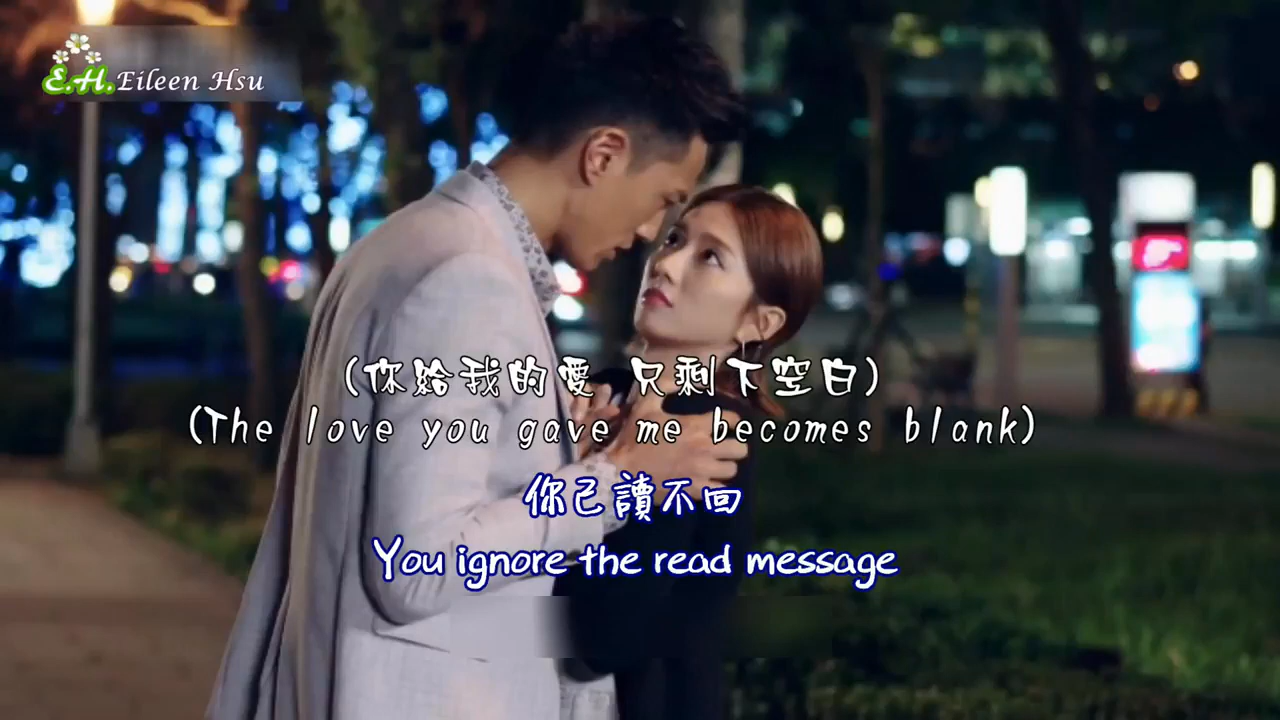 E.H. Eileen Hsu
(你給我的愛 只剩下空白)
(The love you gave me becomes blank)
你已讀不回
You ignore the read message